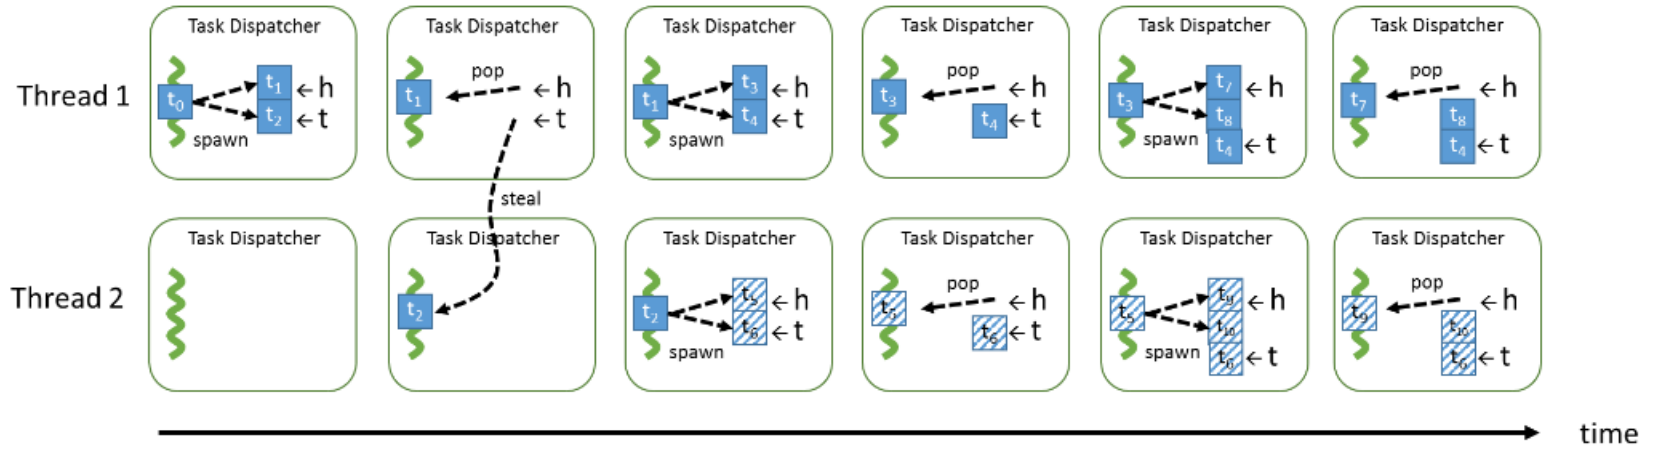 Task Dispatcher Task Dispatcher Task Dispatcher Task Dispatcher Task Dispatcher Task Dispatcher
Thread 1
t0 t1 ← h t2 ← t spawn
t1 pop ← h ← t
t1 t3 ← h t4 ← t spawn
t3 pop ← h t4 ← t
t3 t7 ← h t8 t4 ← t spawn
t7 pop ← h t8 t4 ← t
steal
Task Dispatcher Task Dispatcher Task Dispatcher Task Dispatcher Task Dispatcher Task Dispatcher
Thread 2
t2
t2 t5 ← h t6 ← t spawn
t5 pop ← h t6 ← t
t5 t9 ← h t10 t6 ← t spawn
t9 pop ← h t10 t6 ← t
time